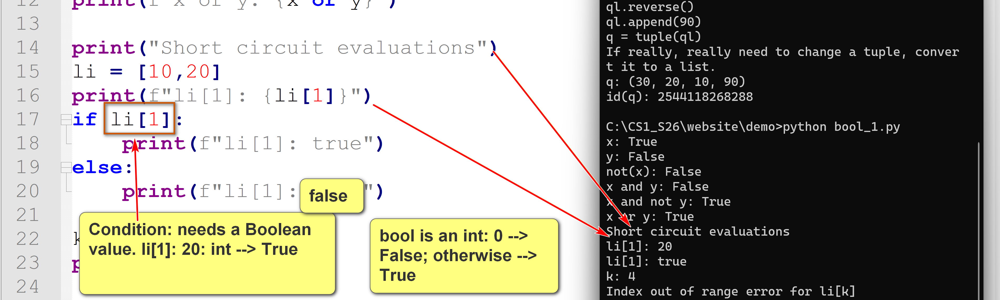 12 print(f"x or y: {x or y}")
13
14 print("Short circuit evaluations")
15 li = [10,20]
16 print(f"li[1]: {li[1]}")
17 if li[1]:
18 print(f"li[1]: true")
19 else:
20 print(f"li[1]: ")
false
21
Condition: needs a Boolean
value. li[1]: 20: int --> True
22 k
23 p
24
bool is an int: 0 -->
False; otherwise -->
True
ql.reverse()
ql.append(90)
q = tuple(ql)
If really, really need to change a tuple, conver
t it to a list.
q: (30, 20, 10, 90)
id(q): 2544118268288
C:\CS1_S26\website\demo>python bool_1.py
x: True
y: False
not(x): False
x and y: False
x and not y: True
x or y: True
Short circuit evaluations
li[1]: 20
li[1]: true
k: 4
Index out of range error for li[k]